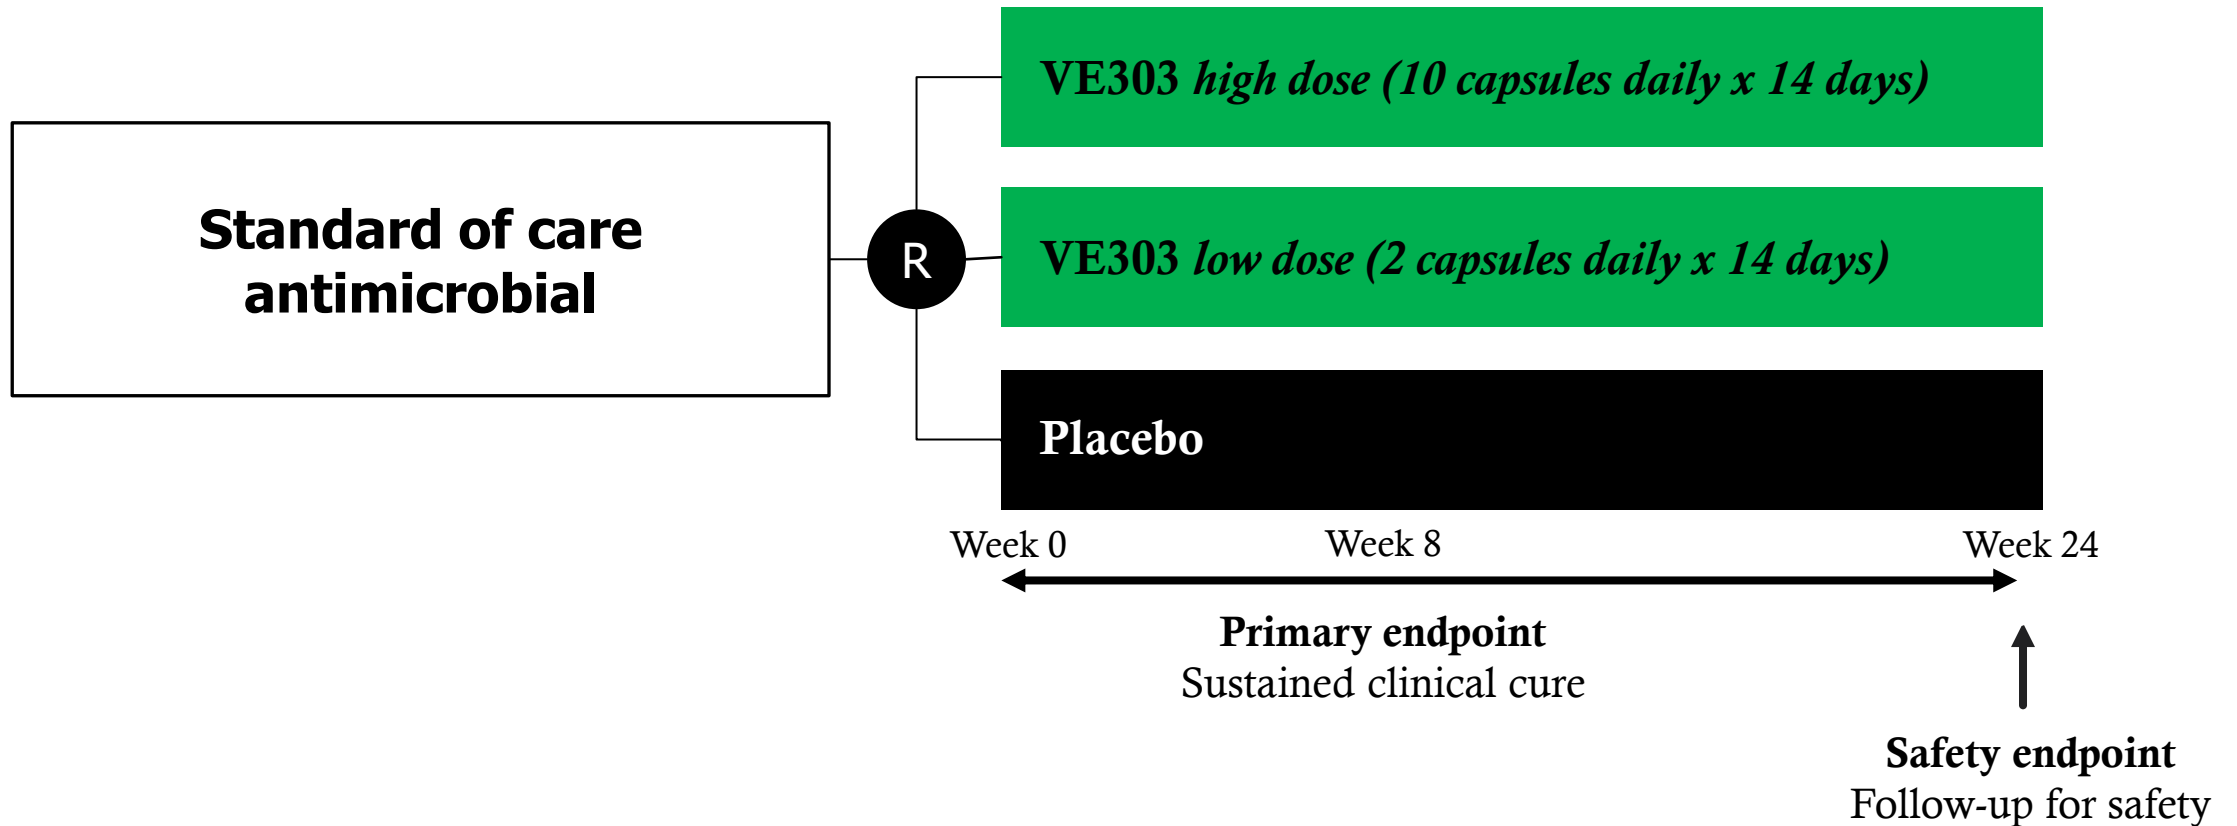 Standard of care
antimicrobial
R
VE303 high dose (10 capsules daily x 14 days)
VE303 low dose (2 capsules daily x 14 days)
Placebo
Week 0
Week 8
Week 24
Primary endpoint
Sustained clinical cure
Safety endpoint
Follow-up for safety